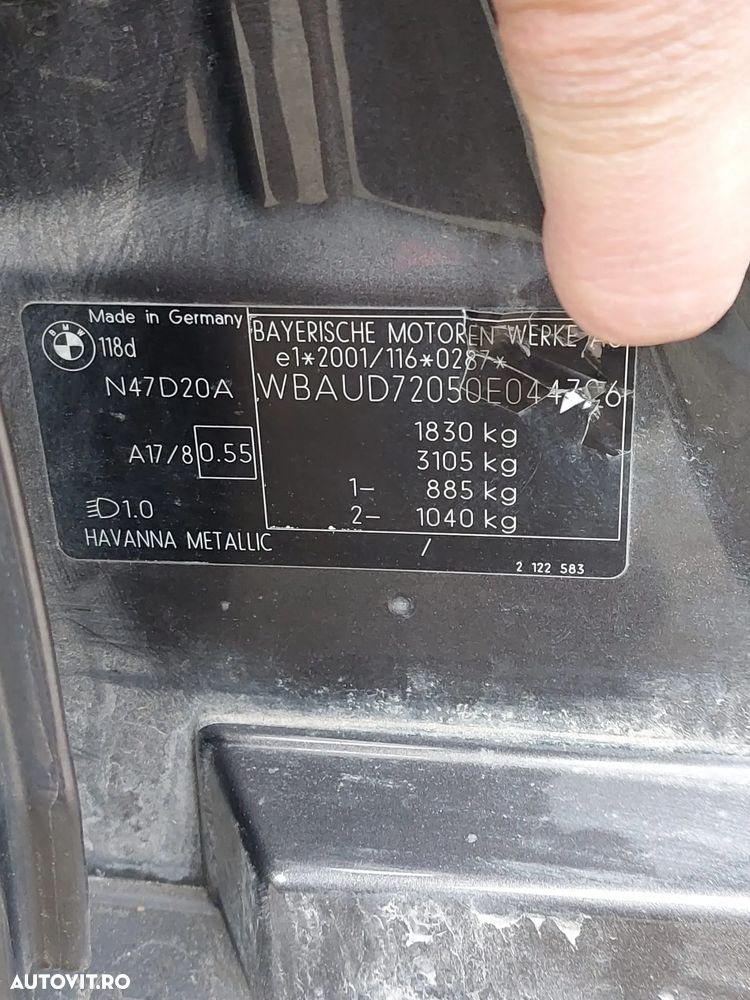 Made in Germany
BMW
118d
N47D20A
A17/8 0.55
1.0
HAVANNA METALLIC
BAYERISCHE MOTOREN WERKE
e1*2001/116*0287*
1830 kg
3105 kg
1- 885 kg
2- 1040 kg
/
2 122 583
AUTOVIT.RO